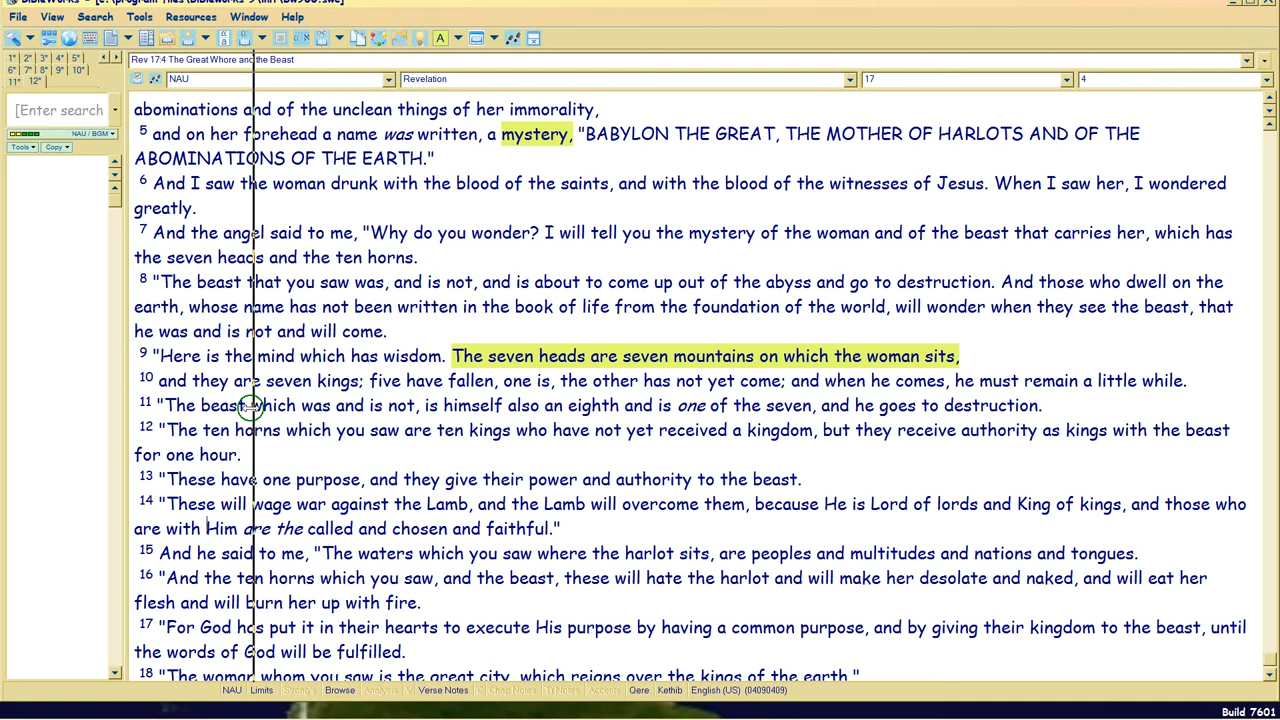 File View Search Tools Resources Window Help
1* 2* 3* 4* 5*
6* 7* 8* 9* 10*
11* 12*
Rev 17:4 The Great Whore and the Beast
NAU Revelation 17 4
[Enter search
NAU / BGM
Tools Copy
abominations and of the unclean things of her immorality,
5 and on her forehead a name was written, a mystery, "BABYLON THE GREAT, THE MOTHER OF HARLOTS AND OF THE
ABOMINATIONS OF THE EARTH."
6 And I saw the woman drunk with the blood of the saints, and with the blood of the witnesses of Jesus. When I saw her, I wondered
greatly.
7 And the angel said to me, "Why do you wonder? I will tell you the mystery of the woman and of the beast that carries her, which has
the seven heads and the ten horns.
8 "The beast that you saw was, and is not, and is about to come up out of the abyss and go to destruction. And those who dwell on the
earth, whose name has not been written in the book of life from the foundation of the world, will wonder when they see the beast, that
he was and is not and will come.
9 "Here is the mind which has wisdom. The seven heads are seven mountains on which the woman sits,
10 and they are seven kings; five have fallen, one is, the other has not yet come; and when he comes, he must remain a little while.
11 "The beast which was and is not, is himself also an eighth and is one of the seven, and he goes to destruction.
12 "The ten horns which you saw are ten kings who have not yet received a kingdom, but they receive authority as kings with the beast
for one hour.
13 "These have one purpose, and they give their power and authority to the beast.
14 "These will wage war against the Lamb, and the Lamb will overcome them, because He is Lord of lords and King of kings, and those who
are with Him are the called and chosen and faithful."
15 And he said to me, "The waters which you saw where the harlot sits, are peoples and multitudes and nations and tongues.
16 "And the ten horns which you saw, and the beast, these will hate the harlot and will make her desolate and naked, and will eat her
flesh and will burn her up with fire.
17 "For God has put it in their hearts to execute His purpose by having a common purpose, and by giving their kingdom to the beast, until
the words of God will be fulfilled.
18 "The woman whom you saw is the great city, which reigns over the kings of the earth."
NAU Limits Strong's Browse Analysis V Verse Notes C Chap Notes Tr Notes Accents Qere Kethib English (US) (04090409)
Build 7601